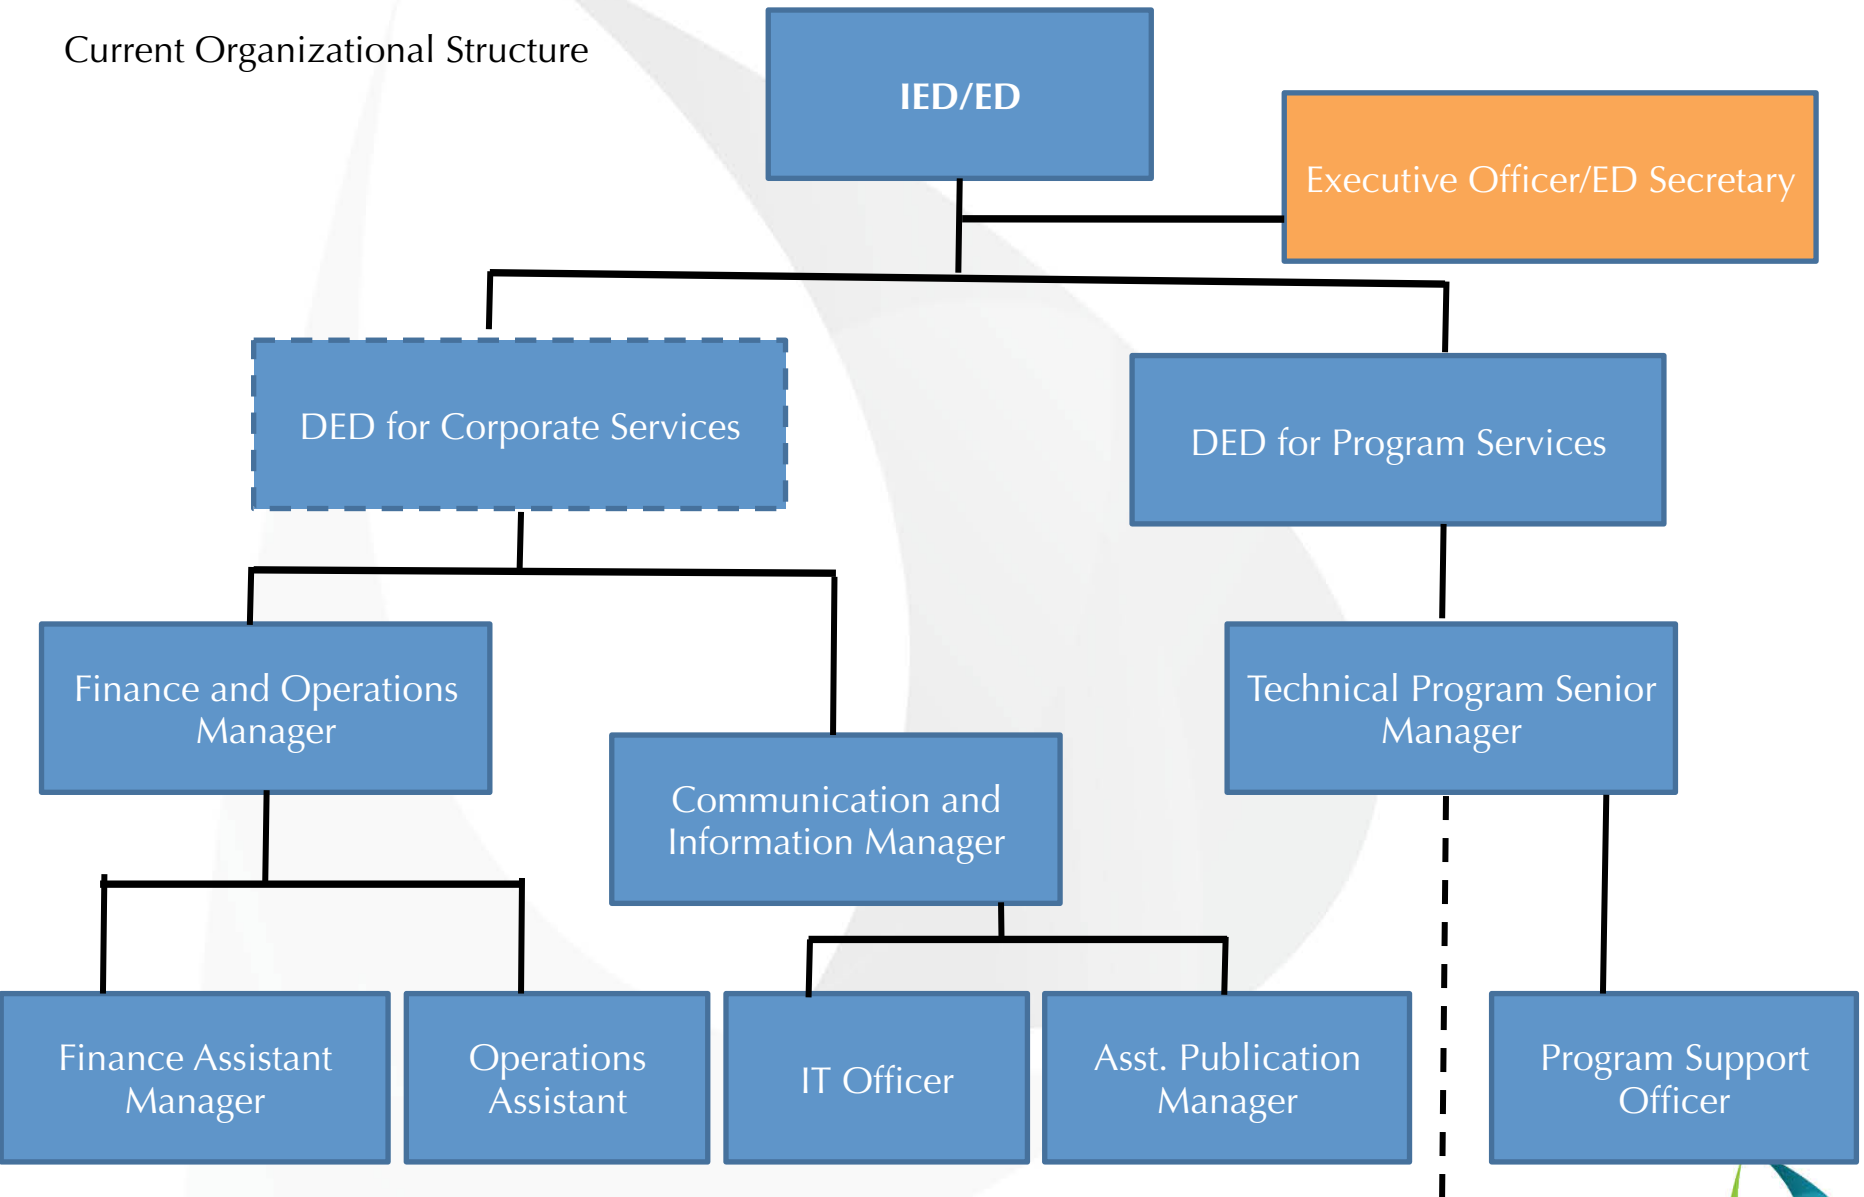 Current Organizational Structure
IED/ED
Executive Officer/ED Secretary
DED for Corporate Services
DED for Program Services
Finance and Operations
Manager
Technical Program Senior
Manager
Communication and
Information Manager
Finance Assistant
Manager
Operations
Assistant
IT Officer
Asst. Publication
Manager
Program Support
Officer